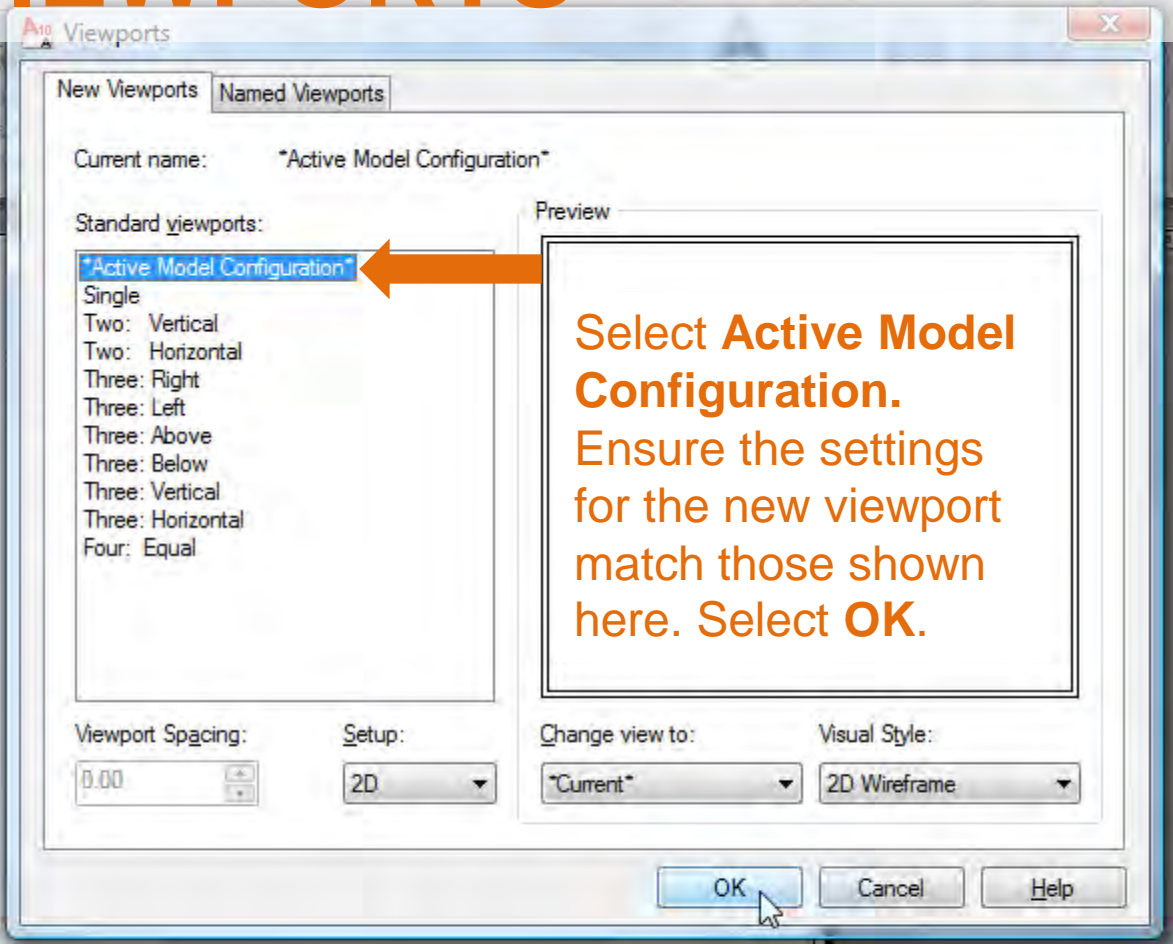 Viewports
New Viewports Named Viewports
Current name: *Active Model Configuration*
Standard viewports:
*Active Model Configuration*
Single
Two: Vertical
Two: Horizontal
Three: Right
Three: Left
Three: Above
Three: Below
Three: Vertical
Three: Horizontal
Four: Equal
Preview
Select Active Model
Configuration.
Ensure the settings
for the new viewport
match those shown
here. Select OK.
Viewport Spacing: Setup: Change view to: Visual Style:
0.00 2D *Current* 2D Wireframe
OK Cancel Help